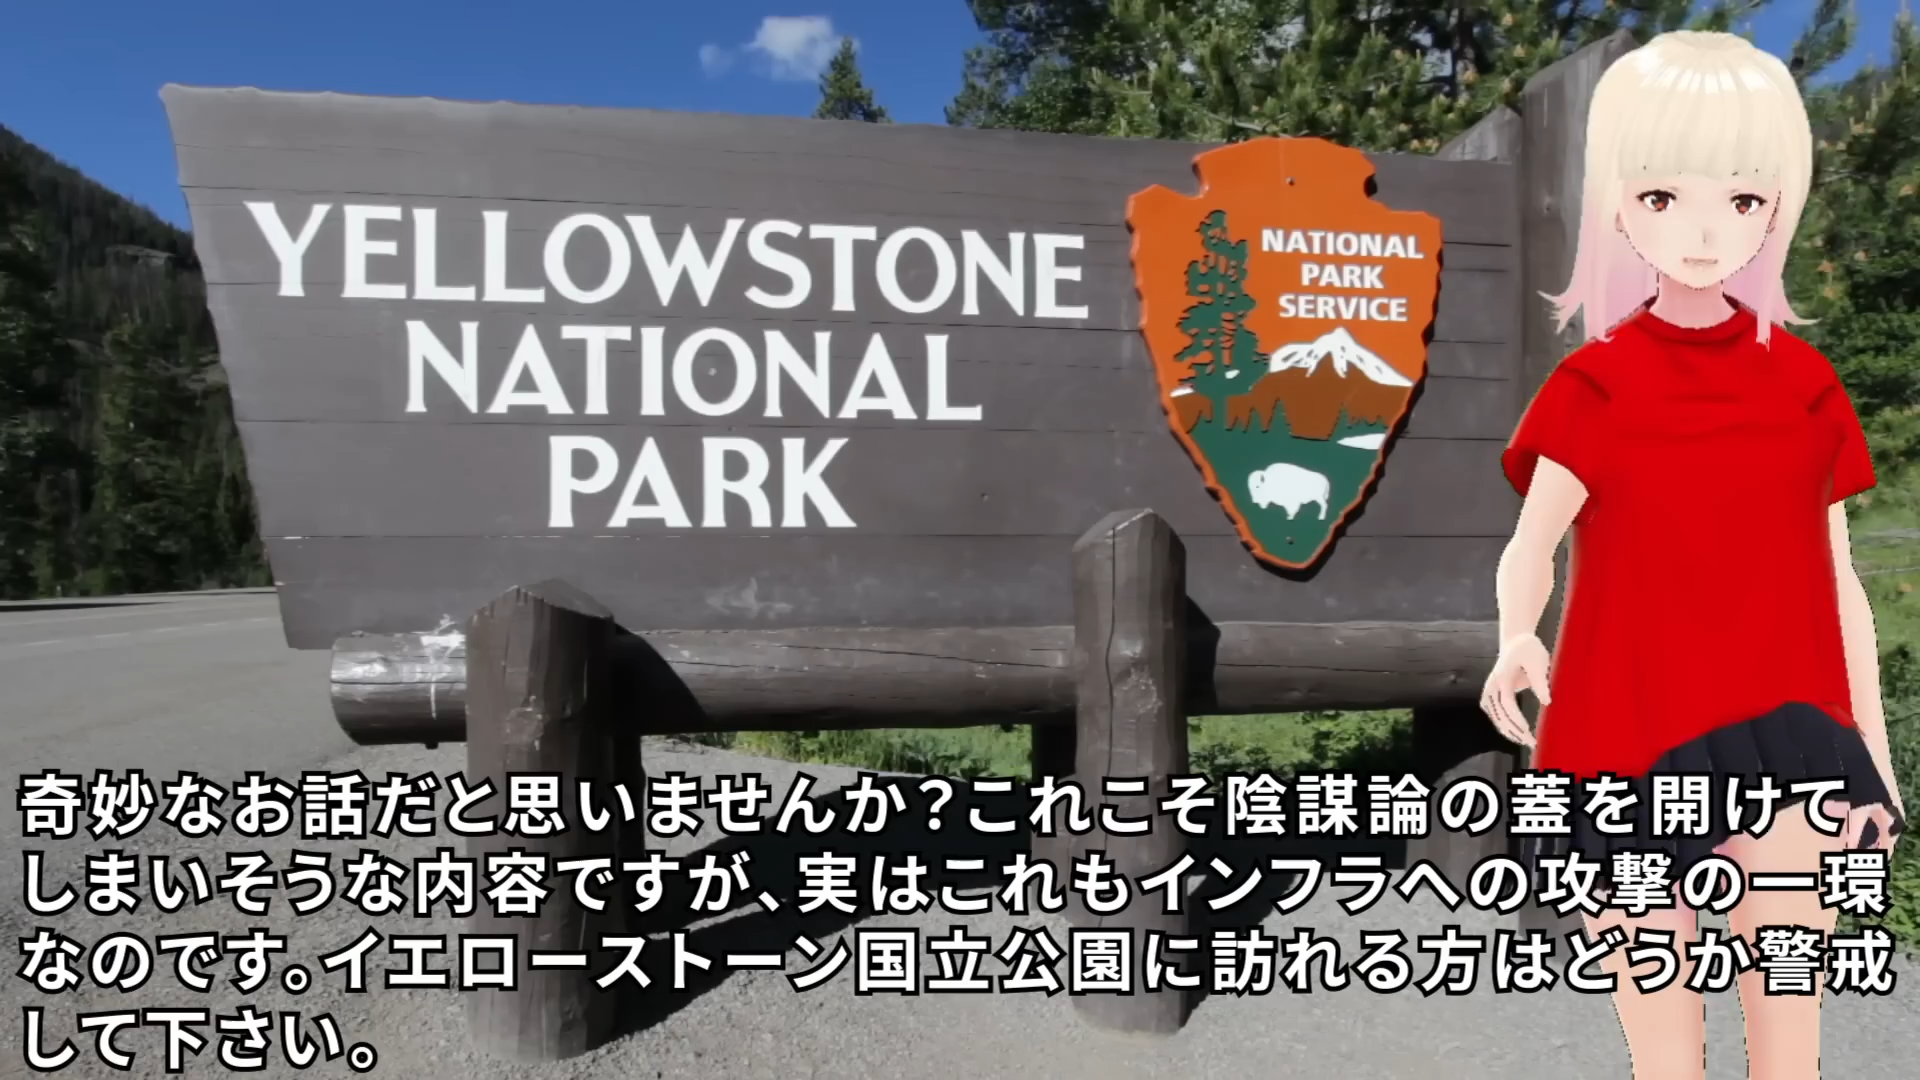 YELLOWSTONE
NATIONAL
PARK
NATIONAL
PARK
SERVICE
奇妙なお話だと思いませんか?これこそ陰謀論の蓋を開けて
しまいそうな内容ですが、実はこれもインフラへの攻撃の一環
なのです。イエローストーン国立公園に訪れる方はどうか警戒
して下さい。